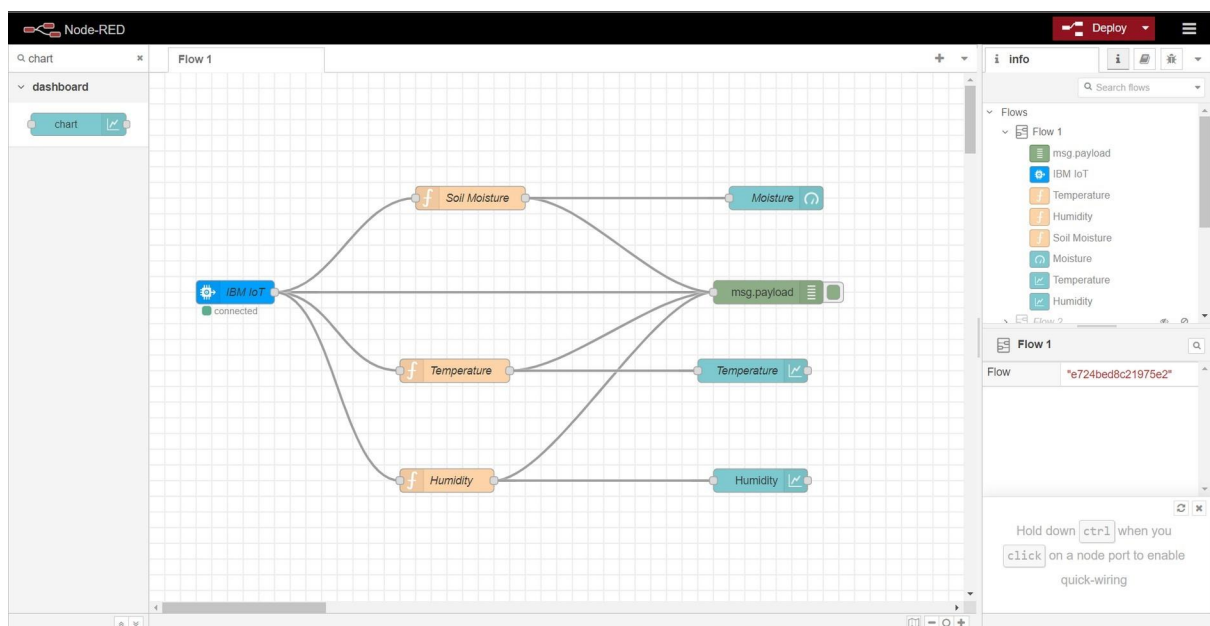 Node-RED
Deploy
chart
Flow 1
info
i
dashboard
Search flows
chart
Flows
Flow 1
msg.payload
IBM IoT
Temperature
Humidity
Soil Moisture
Moisture
Temperature
Humidity
Flow 2
Soil Moisture
Moisture
IBM IoT
msg.payload
connected
Temperature
Temperature
Humidity
Humidity
Flow 1
Flow "e724bed8c21975e2"
Hold down ctrl when you
click on a node port to enable
quick-wiring